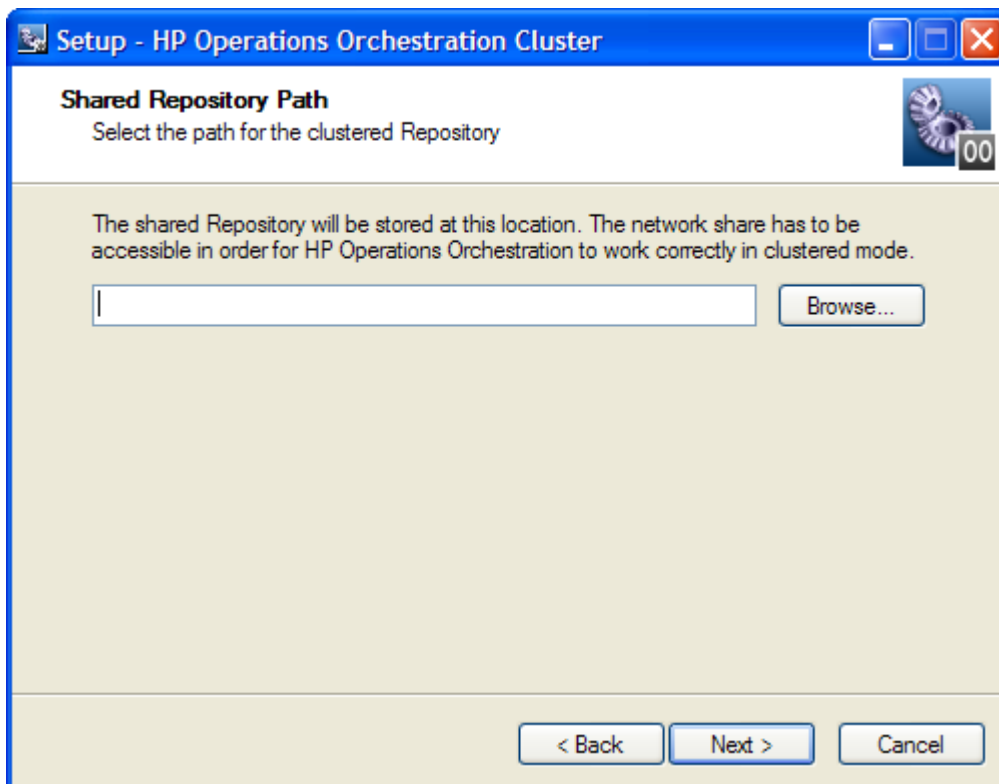 Setup - HP Operations Orchestration Cluster
Shared Repository Path
Select the path for the clustered Repository
OO
The shared Repository will be stored at this location. The network share has to be
accessible in order for HP Operations Orchestration to work correctly in clustered mode.
Browse...
< Back
Next >
Cancel